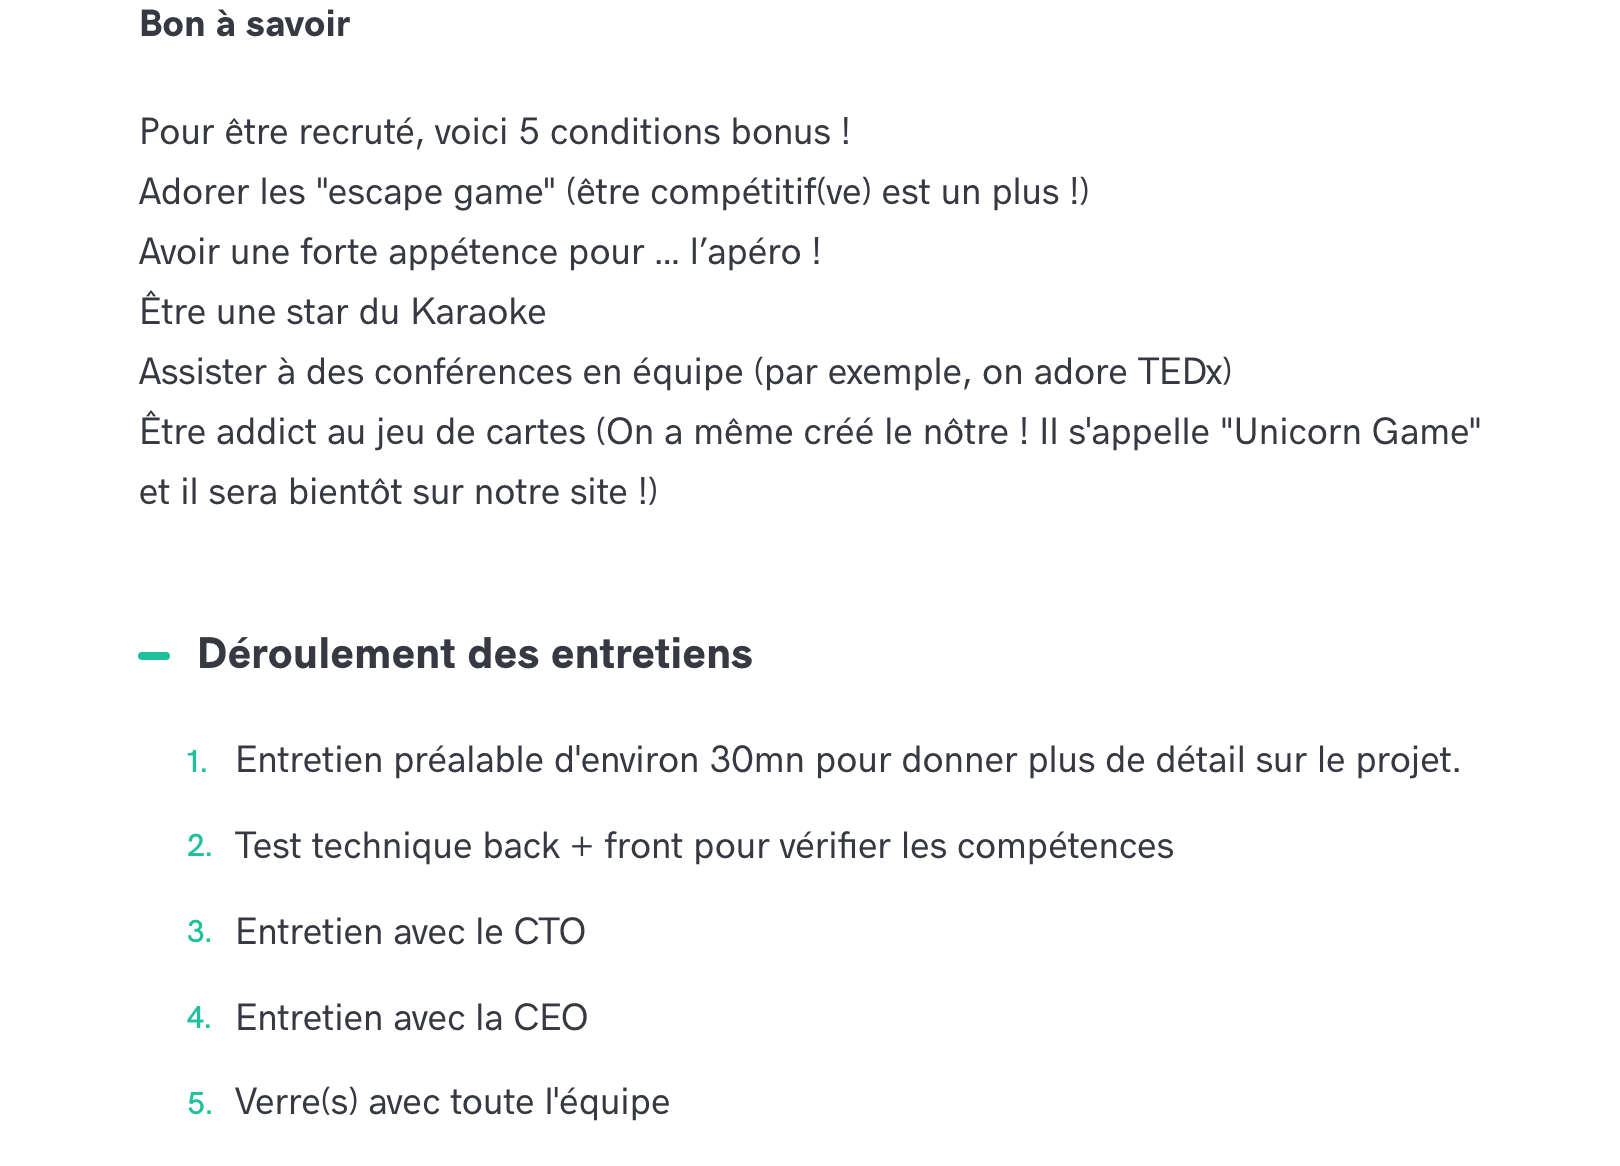 Bon à savoir
Pour être recruté, voici 5 conditions bonus !
Adorer les "escape game" (être compétitif(ve) est un plus !)
Avoir une forte appétence pour ... l’apéro !
Être une star du Karaoke
Assister à des conférences en équipe (par exemple, on adore TEDx)
Être addict au jeu de cartes (On a même créé le nôtre ! Il s'appelle "Unicorn Game"
et il sera bientôt sur notre site !)
Déroulement des entretiens
1. Entretien préalable d'environ 30mn pour donner plus de détail sur le projet.
2. Test technique back + front pour vérifier les compétences
3. Entretien avec le CTO
4. Entretien avec la CEO
5. Verre(s) avec toute l'équipe